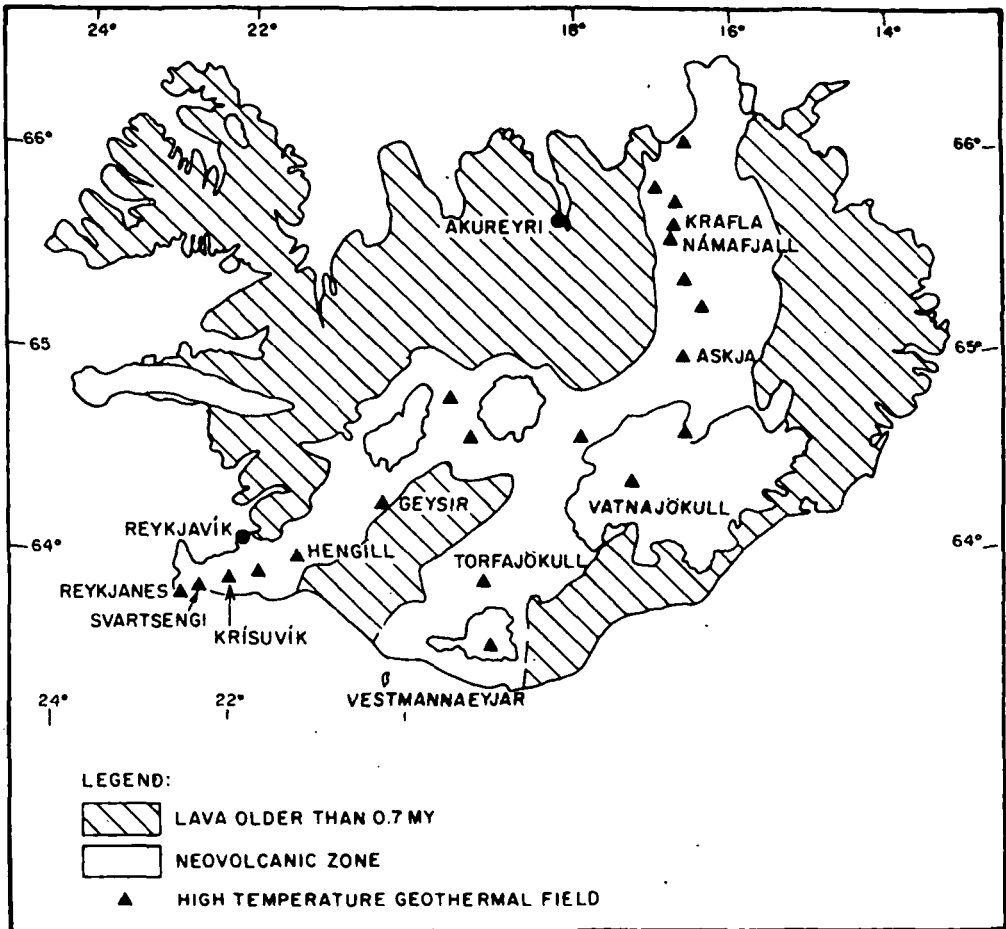 24° 22° 18° 16° 14°
66° 66°
AKUREYRI
KRAFLA
NÁMAFJALL
65° 65°
ASKJA
GEYSIR
VATNAJÖKULL
REYKJAVÍK
64° 64°
HENGÍLL
TORFAJÖKULL
REYKJANES
SVARTSENGI
KRÍSUVÍK
VESTMANNAEYJAR
24° 22°
LEGEND:
LAVA OLDER THAN 0.7 MY
NEOVOLCANIC ZONE
HIGH TEMPERATURE GEOTHERMAL FIELD